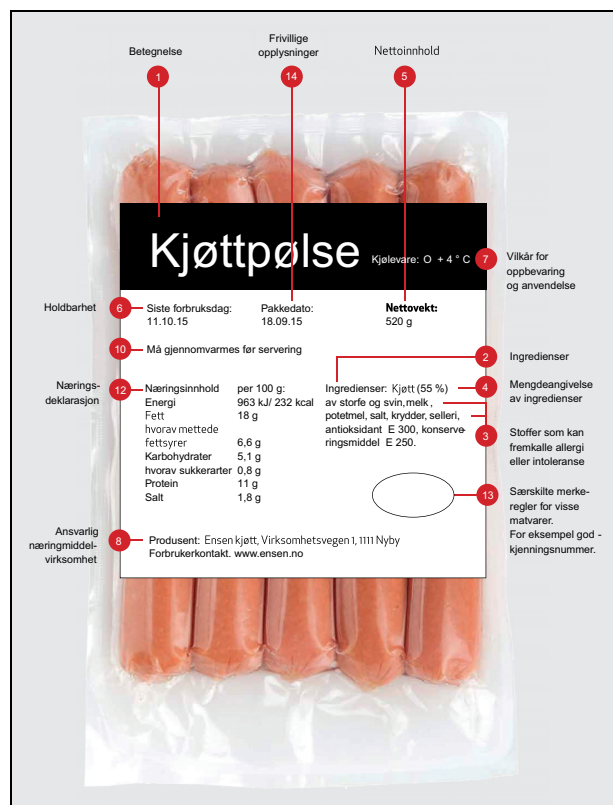 Betegnelse
Frivillige
opplysninger
Nettoinnhold
1
14
5
Kjøttpølse
Kjølevare: O + 4 ° C
7
Vilkår for
oppbevaring
og anvendelse
Holdbarhet
6
Siste forbruksdag:
11.10.15
Pakkedato:
18.09.15
Nettovekt:
520 g
10
Må gjennomvarmes før servering
2
Ingredienser
Nærings-
deklarasjon
12
Næringsinnhold per 100 g:
Energi 963 kJ/ 232 kcal
Fett 18 g
hvorav mettede
fettsyrer 6,6 g
Karbohydrater 5,1 g
hvorav sukkerarter 0,8 g
Protein 11 g
Salt 1,8 g
Ingredienser: Kjøtt (55 %)
av storfe og svin, melk ,
potetmel, salt, krydder, selleri,
antioksidant E 300, konserve-
ringsmiddel E 250.
4
Mengdeangivelse
av ingredienser
3
Stoffer som kan
fremkalle allergi
eller intoleranse
13
Særskilte merke-
regler for visse
matvarer.
For eksempel god -
kjenningsnummer.
Ansvarlig
næringmiddel-
virksomhet
8
Produsent: Ensen kjøtt, Virksomhetsvegen 1, 1111 Nyby
Forbrukerkontakt. www.ensen.no